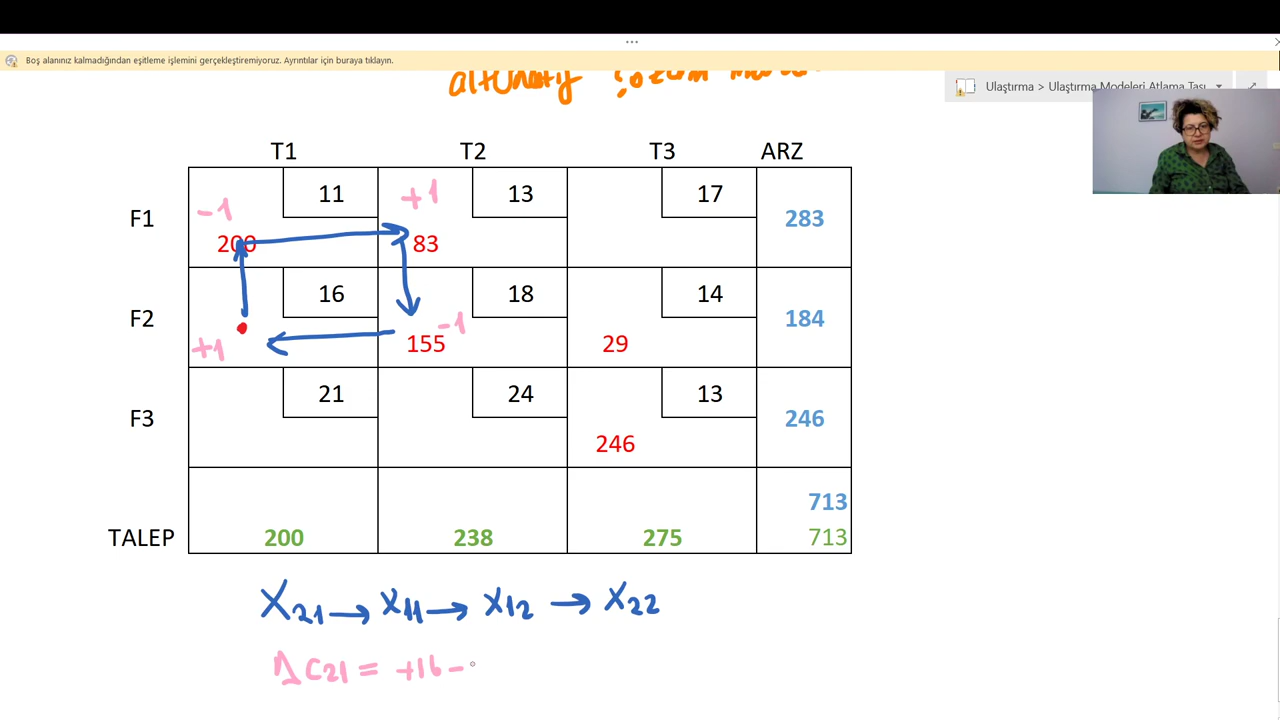 Boş alanınız kalmadığından eşitleme işlemini gerçekleştiremiyoruz. Ayrıntılar için buraya tıklayın.
alternatif çözüm
Ulaştırma > Ulaştırma Modeleri Atlama Taşı
T1 T2 T3 ARZ
-1 11 +1 13 17
F1 283
200 83
16 18 14
F2 184
+1 155 -1 29
21 24 13
F3 246
246
713
TALEP 200 238 275 713
X21 → X11 → X12 → X22
ΔC21 = +16 -